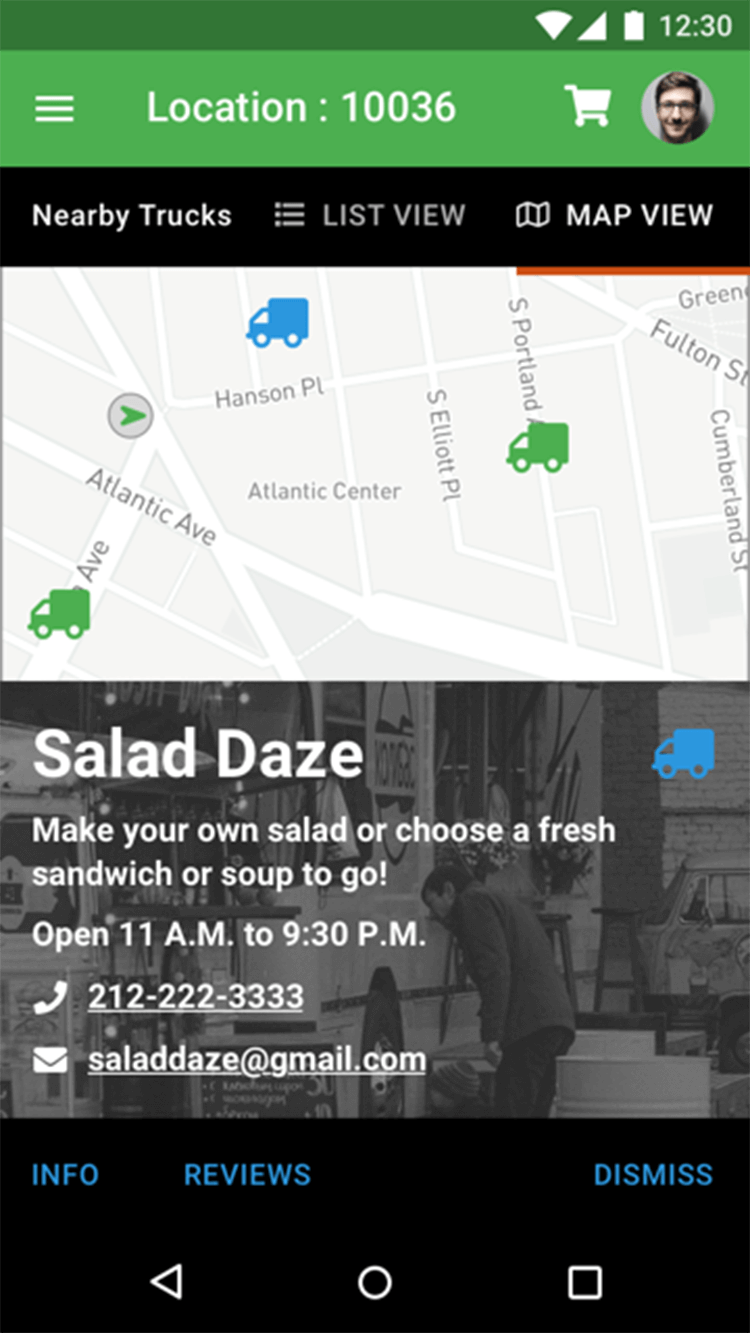 12:30
Location : 10036
Nearby Trucks
LIST VIEW
MAP VIEW
Greene
Fulton St
S Portland A
Hanson Pl
S Elliott Pl
Cumberland St
Atlantic Center
Atlantic Ave
Ave
Salad Daze
Make your own salad or choose a fresh
sandwich or soup to go!
Open 11 A.M. to 9:30 P.M.
212-222-3333
saladdaze@gmail.com
INFO
REVIEWS
DISMISS